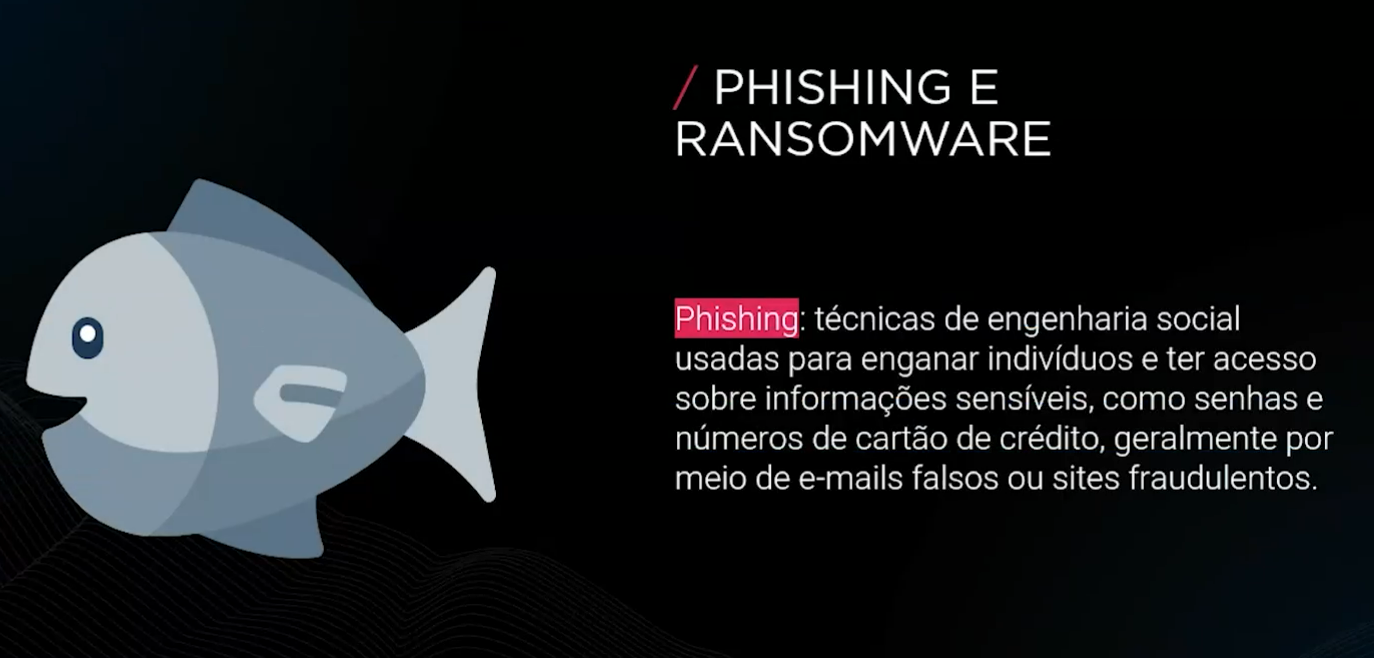 / PHISHING E
RANSOMWARE
Phishing: técnicas de engenharia social
usadas para enganar indivíduos e ter acesso
sobre informações sensíveis, como senhas e
números de cartão de crédito, geralmente por
meio de e-mails falsos ou sites fraudulentos.